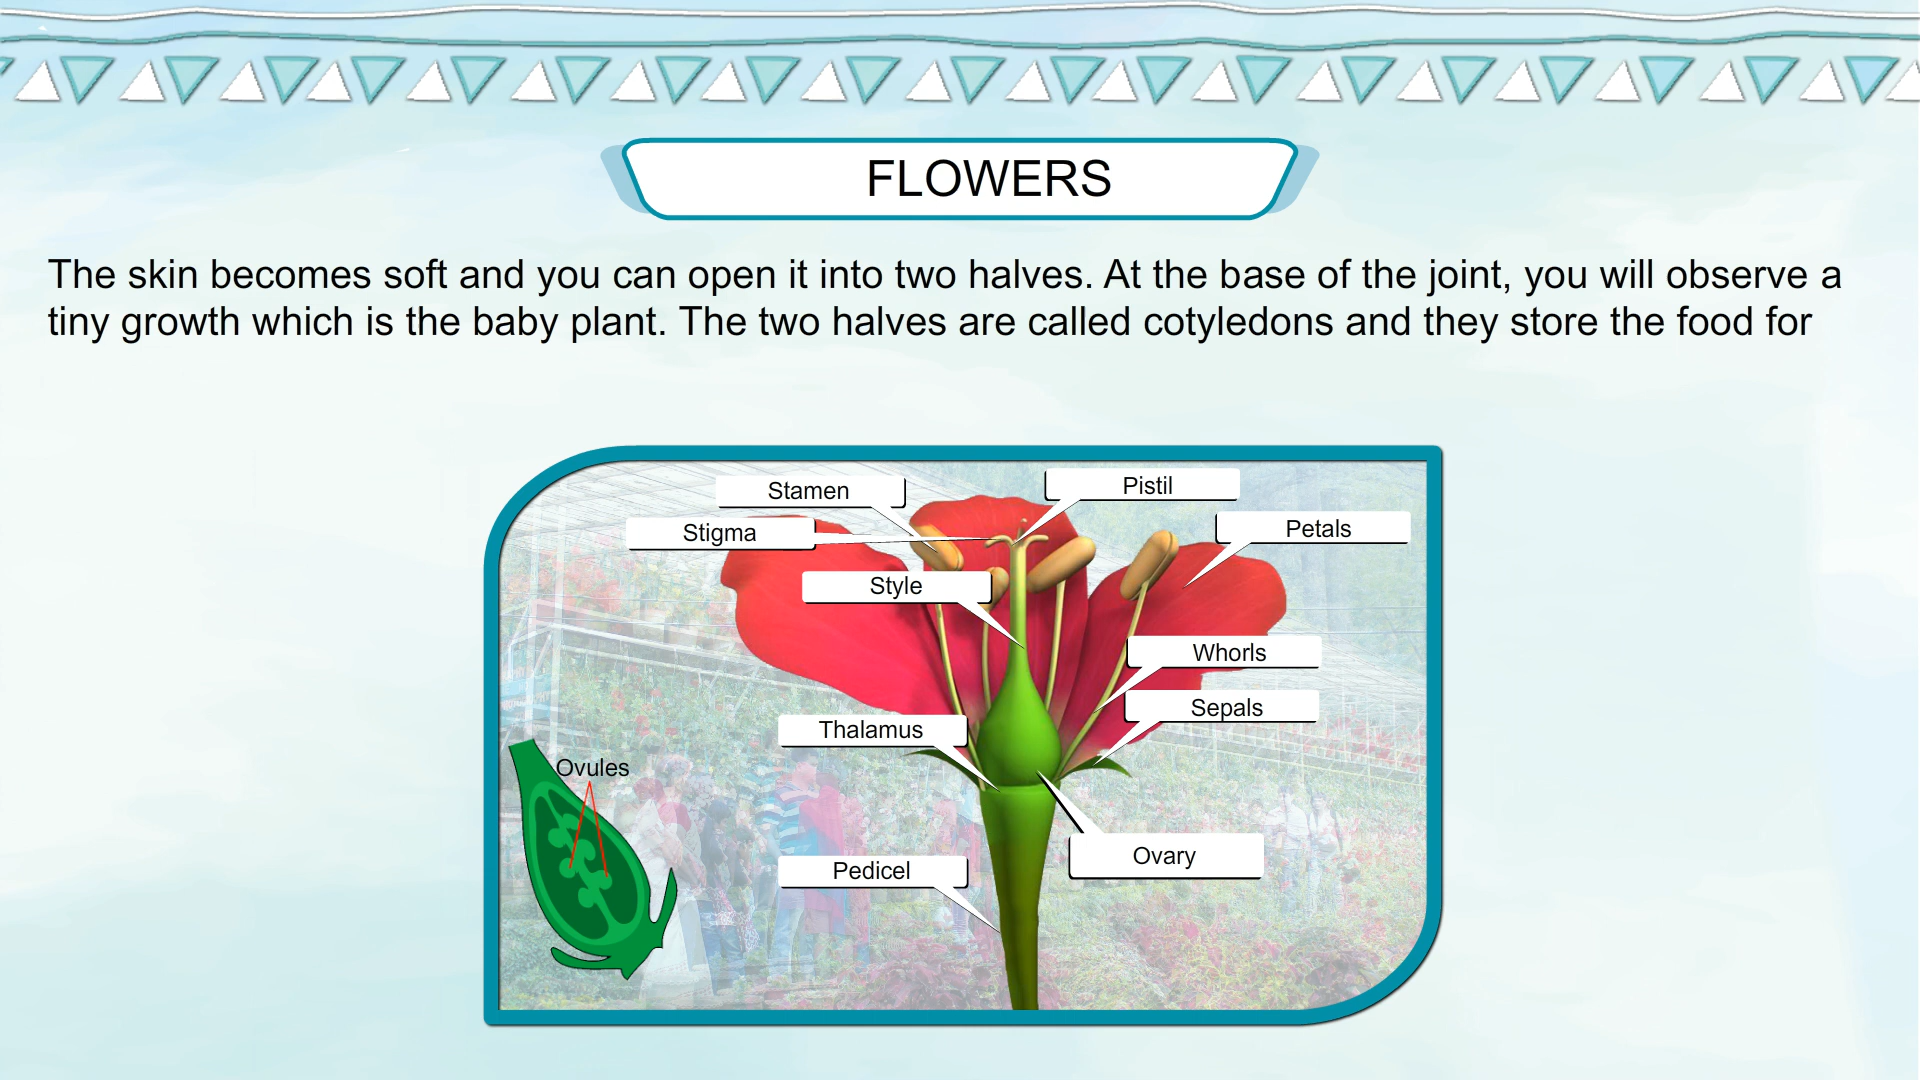 FLOWERS
The skin becomes soft and you can open it into two halves. At the base of the joint, you will observe a
tiny growth which is the baby plant. The two halves are called cotyledons and they store the food for
Stamen
Pistil
Stigma
Petals
Style
Whorls
Sepals
Thalamus
Ovules
Ovary
Pedicel